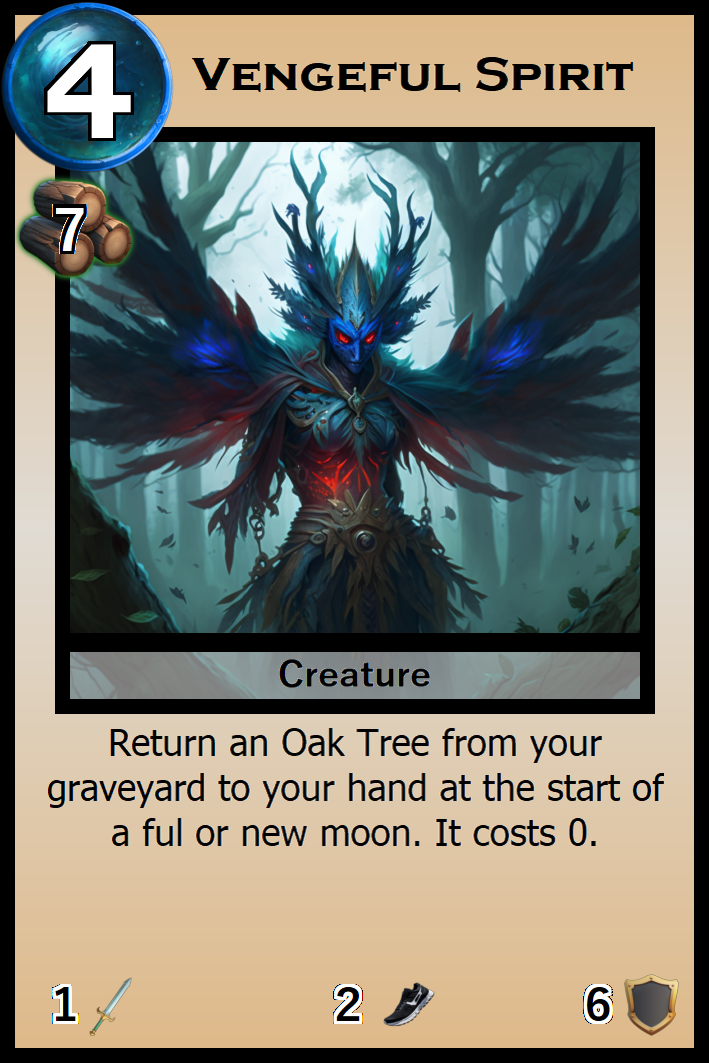 4
Vengeful Spirit
7
Creature
Return an Oak Tree from your
graveyard to your hand at the start of
a ful or new moon. It costs 0.
1 2 6